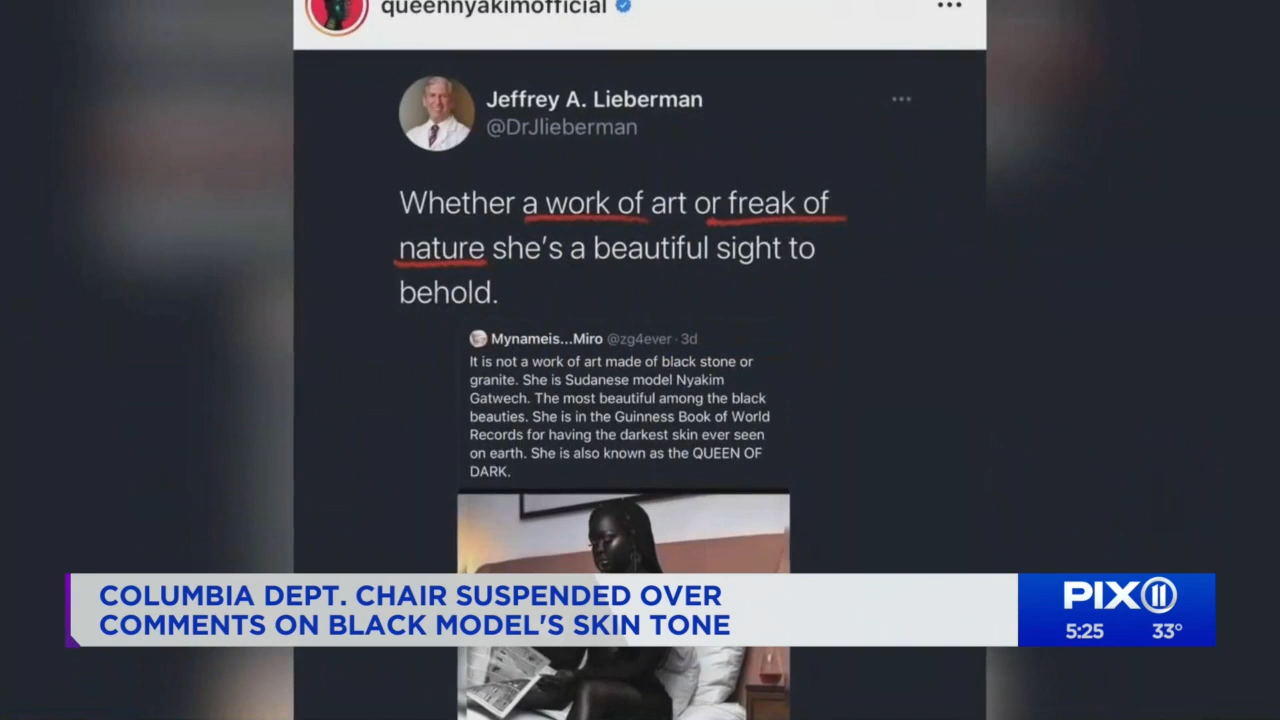 queennyakimofficial
Jeffrey A. Lieberman
@DrJlieberman
Whether a work of art or freak of
nature she's a beautiful sight to
behold.
Mynameis...Miro @zg4ever · 3d
It is not a work of art made of black stone or
granite. She is Sudanese model Nyakim
Gatwech. The most beautiful among the black
beauties. She is in the Guinness Book of World
Records for having the darkest skin ever seen
on earth. She is also known as the QUEEN OF
DARK.
COLUMBIA DEPT. CHAIR SUSPENDED OVER
COMMENTS ON BLACK MODEL'S SKIN TONE
PIX11
5:25 33°